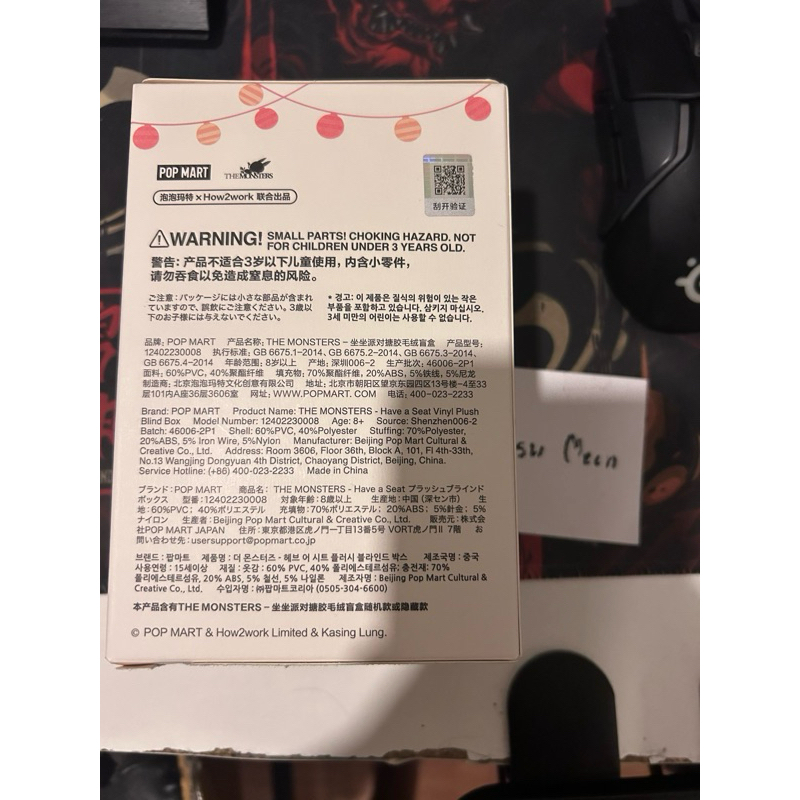 POP MART THE MONSTERS
泡泡玛特 x How2work 联合出品
刮开验证
WARNING! SMALL PARTS! CHOKING HAZARD. NOT
FOR CHILDREN UNDER 3 YEARS OLD.
警告: 产品不适合3岁以下儿童使用，内含小零件，
请勿吞食以免造成窒息的风险。
ご注意：パッケージには小さな部品が含まれ
ていますので、誤飲にご注意ください。3歳以
下のお子様には与えないでください。
* 경고: 이 제품은 질식의 위험이 있는 작은
부품을 포함하고 있습니다. 삼키지 마십시오.
3세 미만의 어린이는 사용할 수 없습니다.
品牌: POP MART 产品名称: THE MONSTERS - 坐坐派对搪胶毛绒盲盒 产品型号:
12402230008 执行标准: GB 6675.1-2014、GB 6675.2-2014、GB 6675.3-2014、
GB 6675.4-2014 年龄范围: 8岁以上 产地: 深圳006-2 生产批次: 46006-2P1
面料: 60%PVC, 40%聚酯纤维 填充物: 70%聚酯纤维, 20%ABS, 5%铁线, 5%尼龙
制造商: 北京泡泡玛特文化创意有限公司 地址: 北京市朝阳区望京东园四区13号楼-4至33
层101内A座36层3606室 网址: WWW.POPMART.COM 电话: 400-023-2233
Brand: POP MART Product Name: THE MONSTERS - Have a Seat Vinyl Plush
Blind Box Model Number: 12402230008 Age: 8+ Source: Shenzhen006-2
Batch: 46006-2P1 Shell: 60%PVC, 40%Polyester Stuffing: 70%Polyester,
20%ABS, 5% Iron Wire, 5%Nylon Manufacturer: Beijing Pop Mart Cultural &
Creative Co., Ltd. Address: Room 3606, Floor 36th, Block A, 101, Fl 4th-33th,
No.13 Wangjing Dongyuan 4th District, Chaoyang District, Beijing, China.
Service Hotline: (+86) 400-023-2233 Made in China
ブランド: POP MART 商品名: THE MONSTERS - Have a Seat プラッシュブラインド
ボックス 型番: 12402230008 対象年齢: 8歳以上 生産地: 中国 (深セン市) 生
地: 60%PVC; 40%ポリエステル 充填物: 70%ポリエステル; 20%ABS; 5%針金; 5%
ナイロン 生産者: Beijing Pop Mart Cultural & Creative Co., Ltd. 販売元: 株式会
社POP MART JAPAN 住所: 東京都港区虎ノ門一丁目13番5号 VORT虎ノ門II 7階 お
問い合わせ先: usersupport@popmart.co.jp
브랜드 : 팝마트 제품명 : 더 몬스터즈 - 헤브 어 시트 플러시 블라인드 박스 제조국명 : 중국
사용연령 : 15세이상 재질 : 옷감: 60% PVC, 40% 폴리에스테르섬유; 충전재: 70%
폴리에스테르섬유, 20% ABS, 5% 철선, 5% 나일론 제조자명 : Beijing Pop Mart Cultural &
Creative Co., Ltd. 수입자명 : ㈜팝마트코리아 (0505-304-6600)
本产品含有THE MONSTERS - 坐坐派对搪胶毛绒盲盒随机款或隐藏款
© POP MART & How2work Limited & Kasing Lung.